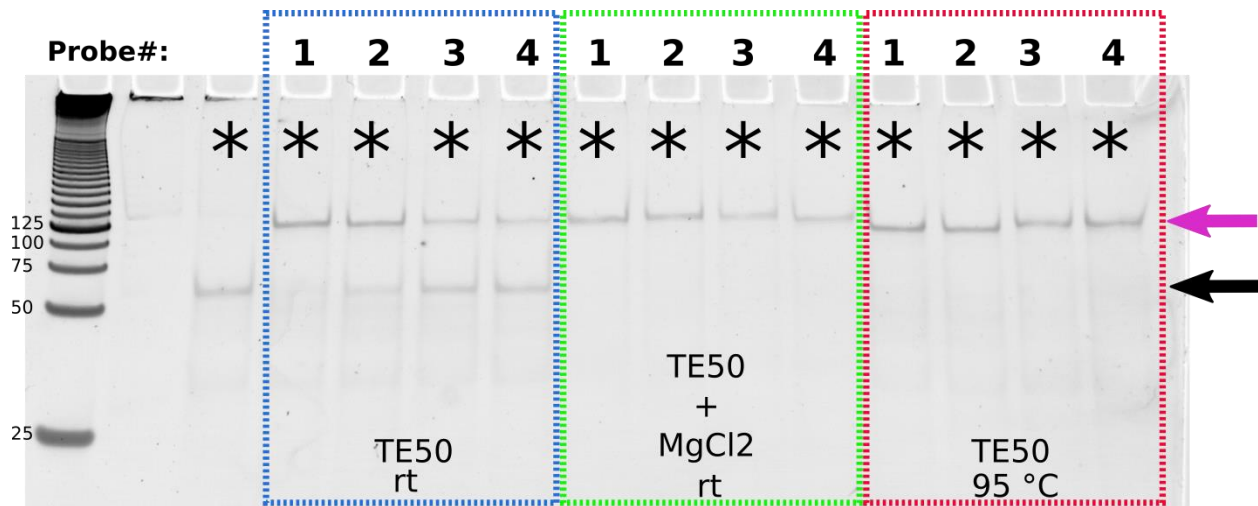 Probe#: 1 2 3 4 1 2 3 4 1 2 3 4
* * * * * * * * * * * * *
125
100
75
50
25
TE50
rt
TE50
+
MgCl2
rt
TE50
95 °C